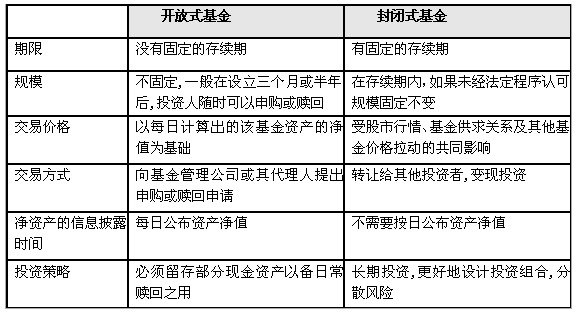 开放式基金 封闭式基金
期限 没有固定的存续期 有固定的存续期
规模 不固定,一般在设立三个月或半年 在存续期内,如果未经法定程序认可
后,投资人随时可以申购或赎回 规模固定不变
交易价格 以每日计算出的该基金资产的净 受股市行情、基金供求关系及其他基
值为基础 金价格拉动的共同影响
交易方式 向基金管理公司或其代理人提出 转让给其他投资者,变现投资
申购或赎回申请
净资产的信息披露 每日公布资产净值 不需要按日公布资产净值
时间
投资策略 必须留存部分现金资产以备日常 长期投资,更好地设计投资组合,分
赎回之用 散风险